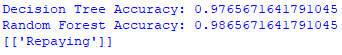 Decision Tree Accuracy: 0.9765671641791045
Random Forest Accuracy: 0.9865671641791045
[['Repaying']]